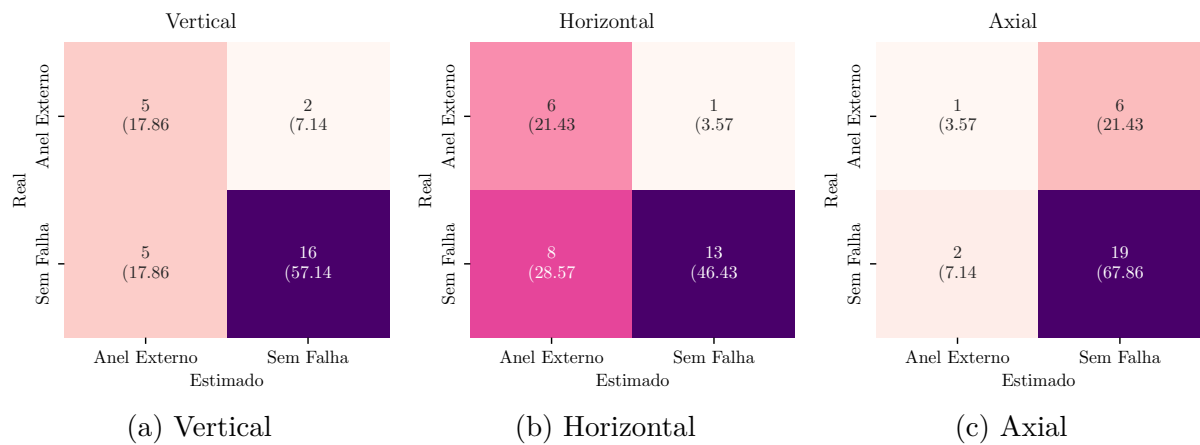 Vertical
Real
Anel Externo
Sem Falha
5
(17.86
2
(7.14
5
(17.86
16
(57.14
Anel Externo
Sem Falha
Estimado
(a) Vertical
Horizontal
Real
Anel Externo
Sem Falha
6
(21.43
1
(3.57
8
(28.57
13
(46.43
Anel Externo
Sem Falha
Estimado
(b) Horizontal
Axial
Real
Anel Externo
Sem Falha
1
(3.57
6
(21.43
2
(7.14
19
(67.86
Anel Externo
Sem Falha
Estimado
(c) Axial